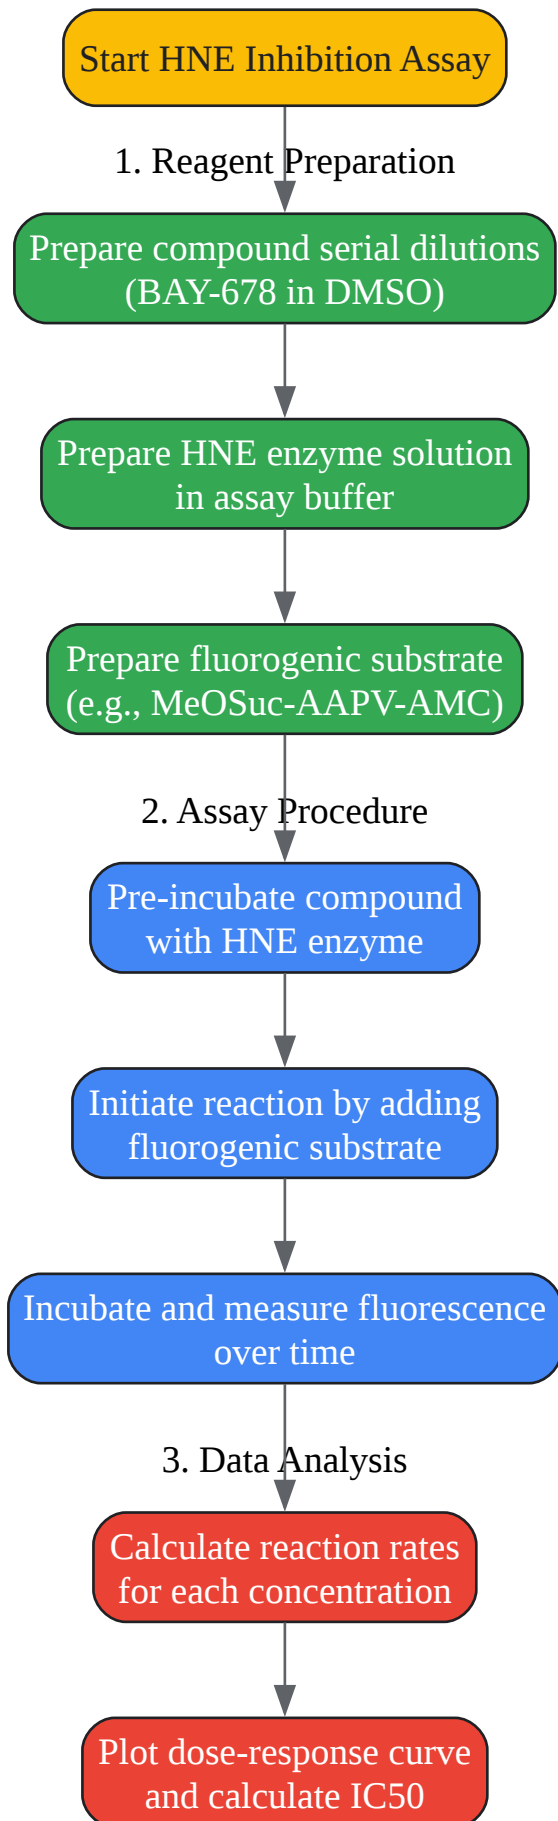 Start HNE Inhibition Assay
1. Reagent Preparation
Prepare compound serial dilutions
(BAY-678 in DMSO)
Prepare HNE enzyme solution
in assay buffer
Prepare fluorogenic substrate
(e.g., MeOSuc-AAPV-AMC)
2. Assay Procedure
Pre-incubate compound
with HNE enzyme
Initiate reaction by adding
fluorogenic substrate
Incubate and measure fluorescence
over time
3. Data Analysis
Calculate reaction rates
for each concentration
Plot dose-response curve
and calculate IC50